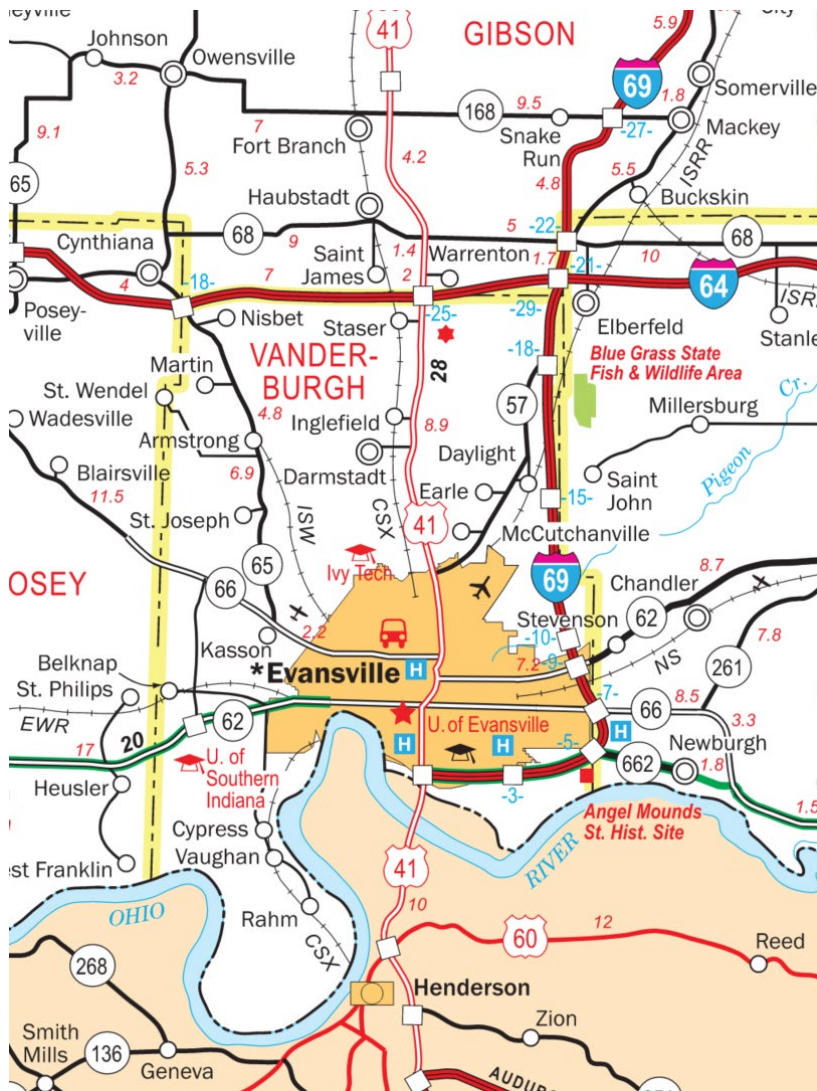 eyville
Johnson
3.2
Owensville
41
GIBSON
5.9
City
69
1.8
Somerville
9.1
7
168
9.5
-27-
Mackey
Snake
Run
Fort Branch
4.2
ISRR
65
5.3
4.8
5.5
Buckskin
Haubstadt
-22-
68
9
5
68
Cynthiana
Saint
James
1.4
2
Warrenton
1.7
-21-
10
4
-18-
7
64
ISRR
Posey-
ville
Nisbet
-25-
-29-
Elberfeld
Staser
Stanle
VANDER-
BURGH
28
-18-
Blue Grass State
Fish & Wildlife Area
Martin
St. Wendel
Wadesville
4.8
57
Millersburg
Cr.
Pigeon
Inglefield
8.9
Armstrong
Daylight
Blairsville
6.9
Darmstadt
Saint
John
11.5
Earle
-15-
St. Joseph
ISW
CSX
41
McCutchanville
OSEY
66
65
Ivy Tech
69
8.7
Chandler
Stevenson
62
Kasson
2.2
-10-
7.8
Belknap
*Evansville
H
7.2
-9-
NS
261
St. Philips
-7-
8.5
EWR
62
U. of Evansville
66
3.3
17
20
U. of
Southern
Indiana
H
H
H
-5-
Newburgh
662
1.8
Heusler
-3-
1.5
Angel Mounds
St. Hist. Site
Cypress
Vaughan
est Franklin
41
RIVER
OHIO
Rahm
10
CSX
60
12
Reed
268
Henderson
Smith
Mills
Zion
136
Geneva
AUDUBO